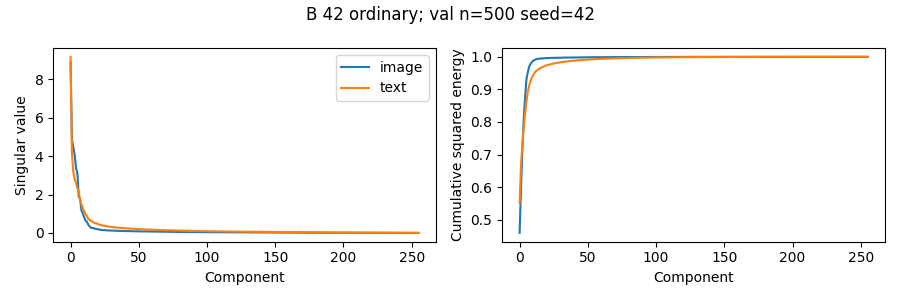 B 42 ordinary; val n=500 seed=42
Singular value
8
6
4
2
0
0 50 100 150 200 250
Component
image
text
Cumulative squared energy
1.0
0.9
0.8
0.7
0.6
0.5
0 50 100 150 200 250
Component